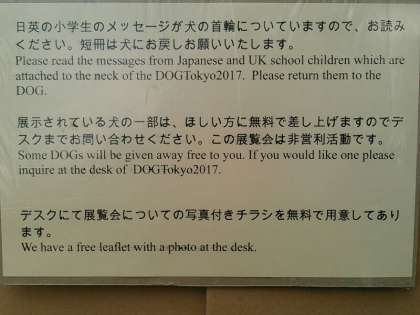 日英の小学生のメッセージが犬の首輪についていますので、お読み
ください。短冊は犬にお戻しお願いいたします。
Please read the messages from Japanese and UK school children which are
attached to the neck of the DOGTokyo2017. Please return them to the
DOG.
展示されている犬の一部は、ほしい方に無料で差し上げますのでデ
スクまでお問い合わせください。この展覧会は非営利活動です。
Some DOGs will be given away free to you. If you would like one please
inquire at the desk of DOGTokyo2017.
デスクにて展覧会についての写真付きチラシを無料で用意してあり
ます。
We have a free leaflet with a photo at the desk.